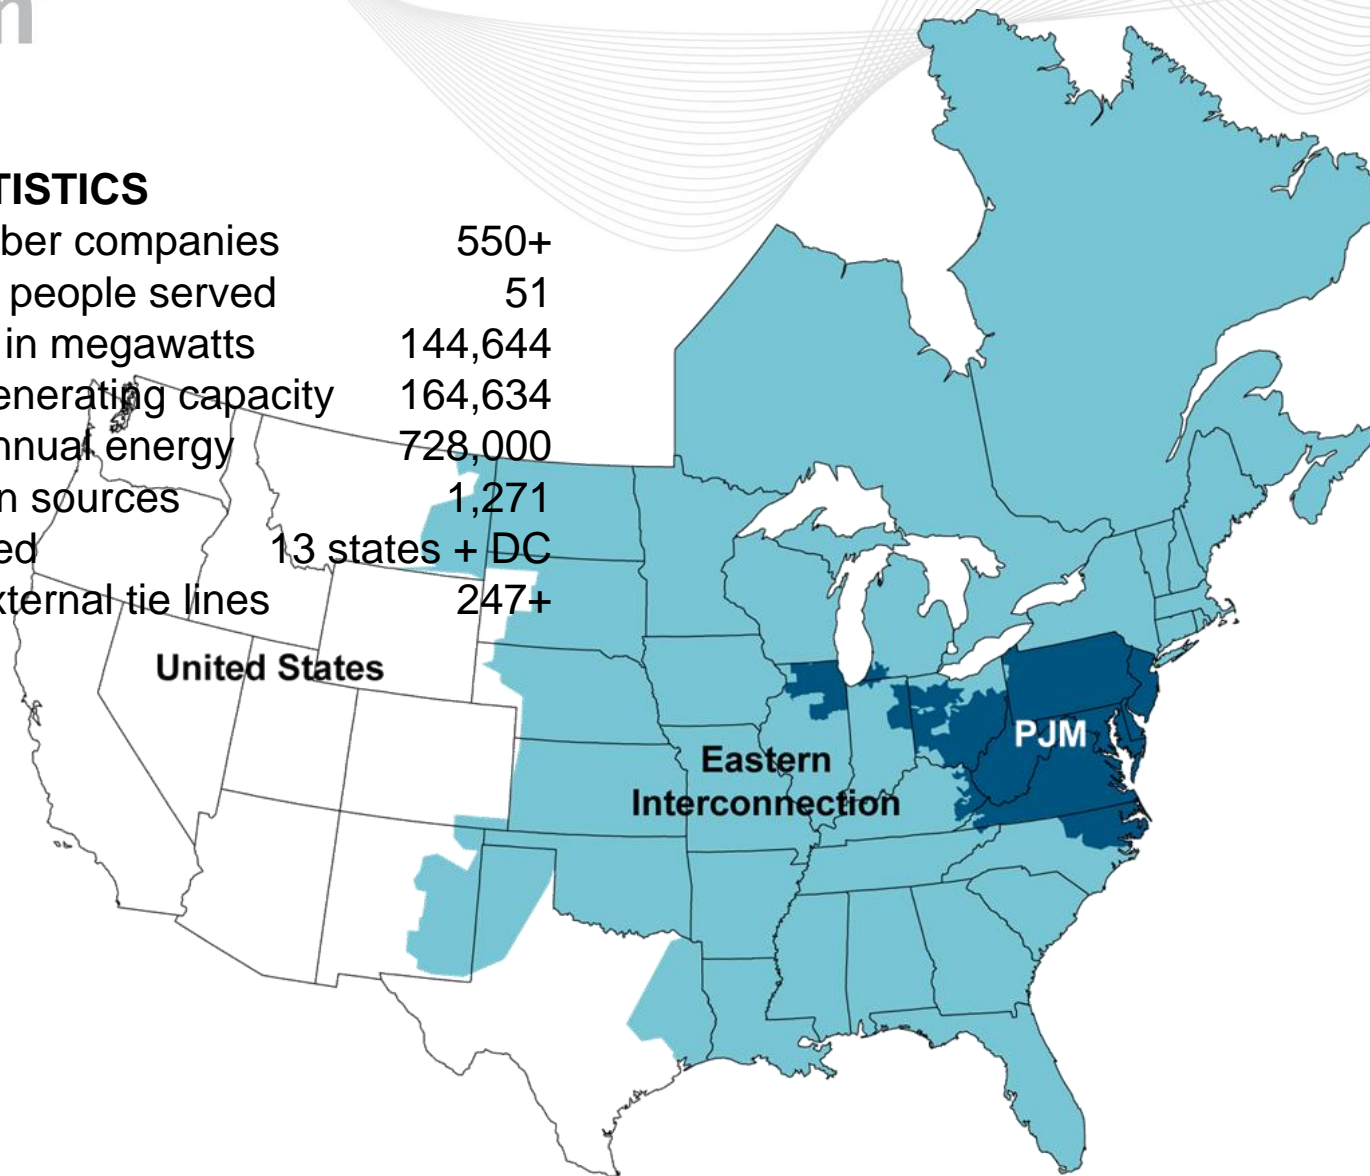 TISTICS
ber companies 550+
people served 51
in megawatts 144,644
enerating capacity 164,634
nnual energy 728,000
n sources 1,271
ed 13 states + DC
xternal tie lines 247+
United States
PJM
Eastern
Interconnection